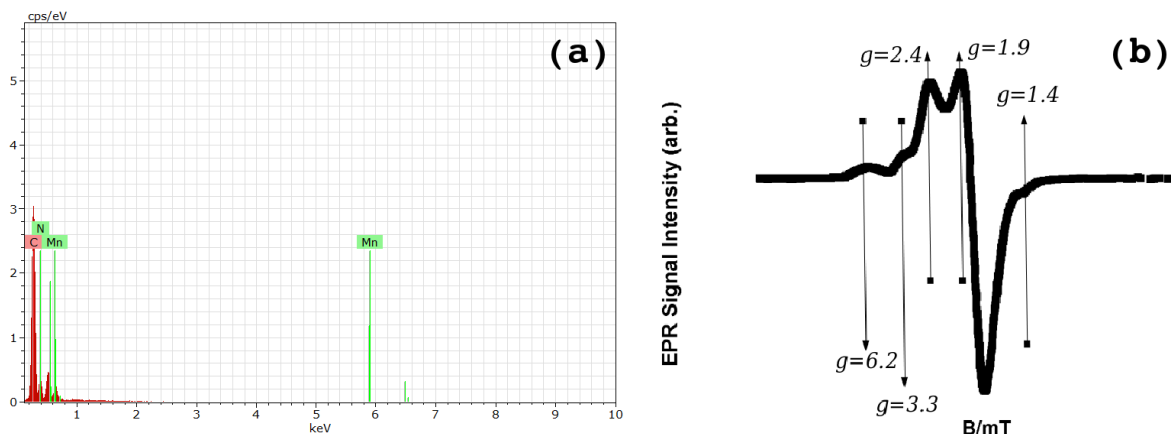 cps/eV
(a)
5
4
3
2
1
0
N
C Mn
Mn
1 2 3 4 5 6 7 8 9 10
keV
(b)
g=2.4
g=1.9
g=1.4
g=6.2
g=3.3
EPR Signal Intensity (arb.)
B/mT